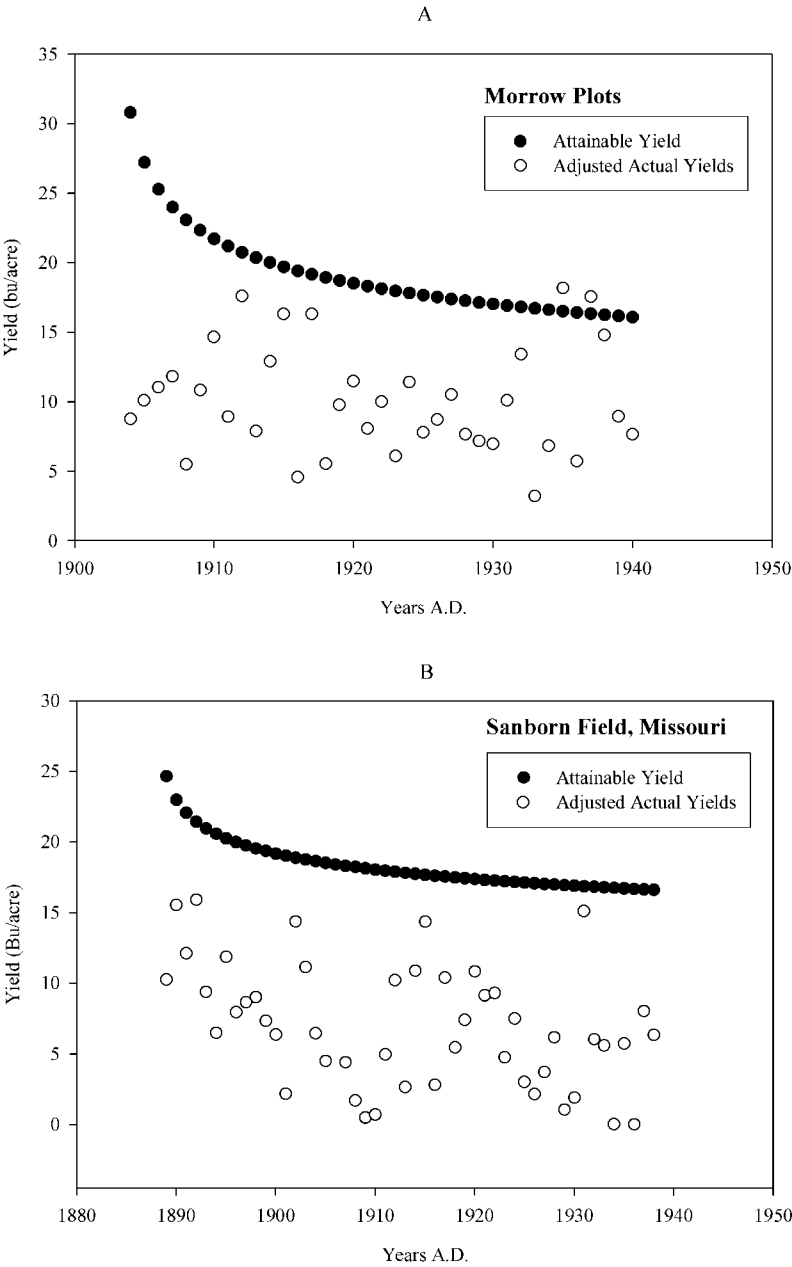 A
35
30
25
20
15
10
5
0
Yield (bu/acre)
Morrow Plots
Attainable Yield
Adjusted Actual Yields
1900 1910 1920 1930 1940 1950
Years A.D.
B
30
25
20
15
10
5
0
Yield (Bu/acre)
Sanborn Field, Missouri
Attainable Yield
Adjusted Actual Yields
1880 1890 1900 1910 1920 1930 1940 1950
Years A.D.